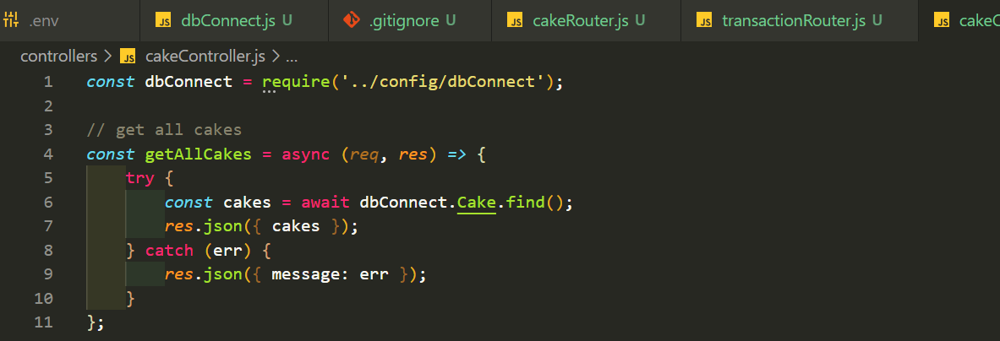 .env JS dbConnect.js U .gitignore U JS cakeRouter.js U JS transactionRouter.js U JS cakeC
controllers > JS cakeController.js > ...
1 const dbConnect = require('../config/dbConnect');
2
3 // get all cakes
4 const getAllCakes = async (req, res) => {
5 try {
6 const cakes = await dbConnect.Cake.find();
7 res.json({ cakes });
8 } catch (err) {
9 res.json({ message: err });
10 }
11 };